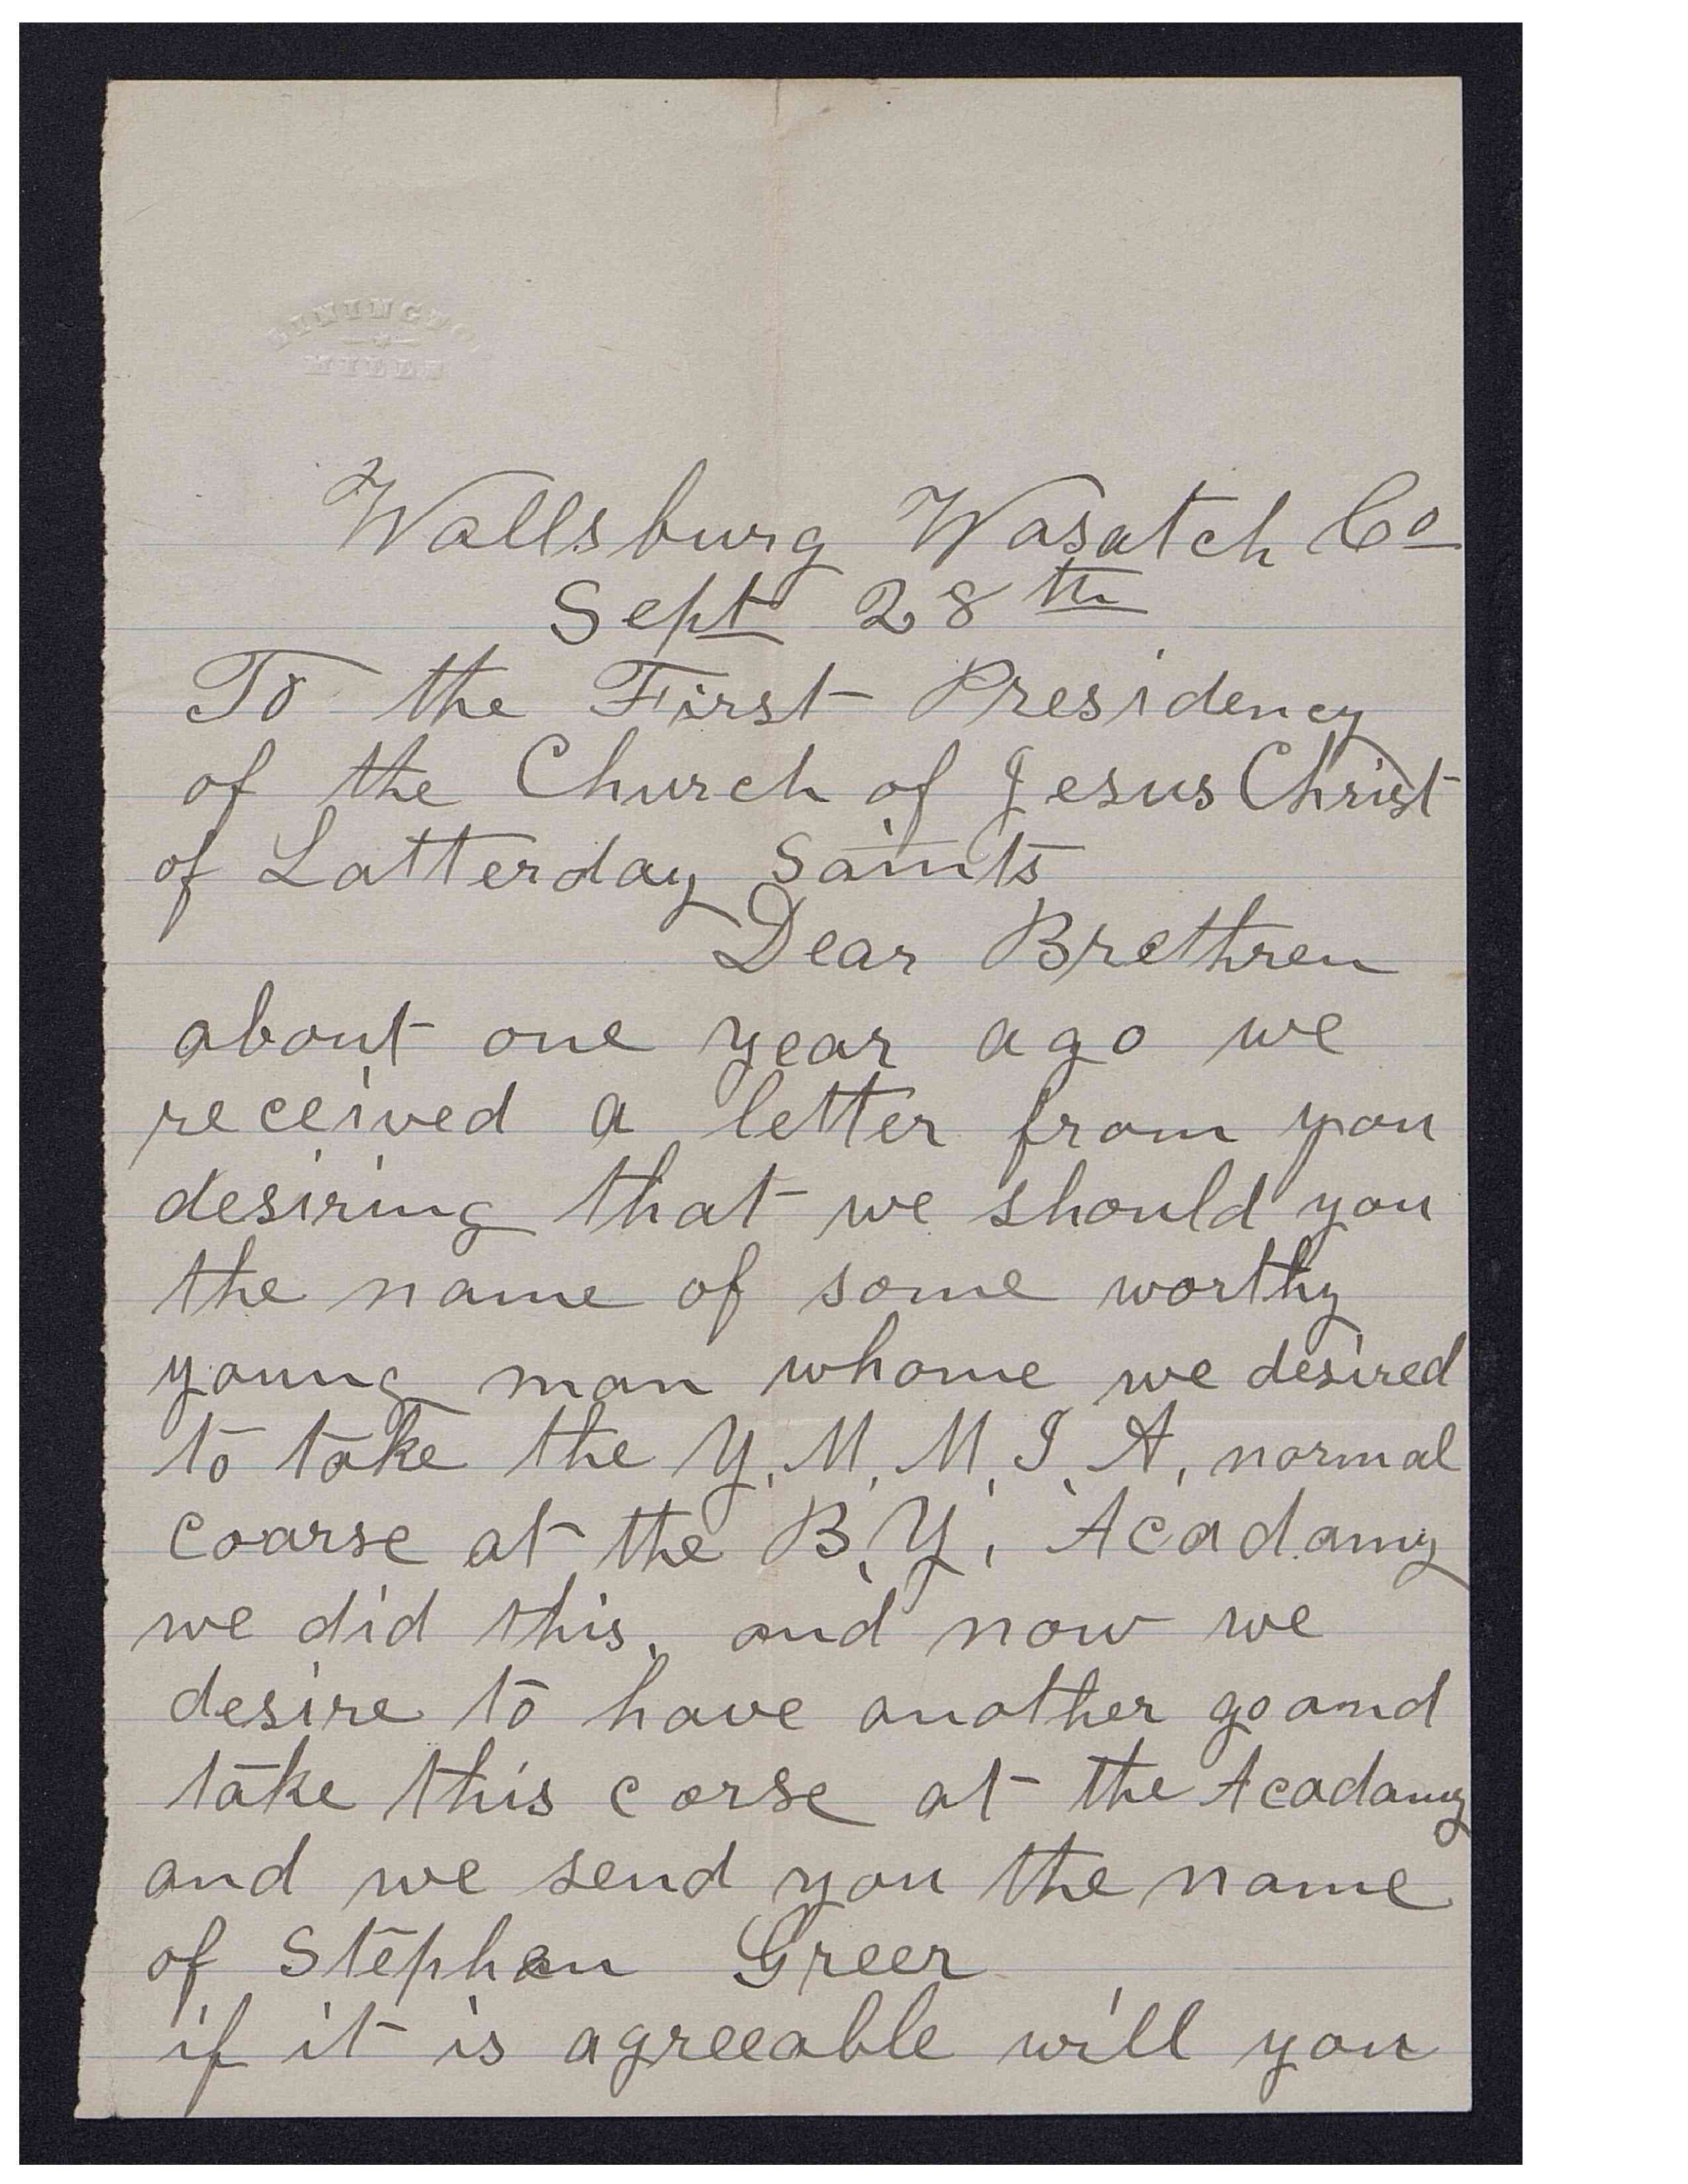 MILLS
Wallsburg Wasatch Co
Sept 28th
To the First Presidency
of the Church of Jesus Christ
of Latterday Saints
Dear Brethren
about one year ago we
received a letter from you
desiring that we should you
the name of some worthy
young man whome we desired
to take the Y. M. M. I. A. normal
coarse at the B. Y. Acadamy
we did this, and now we
desire to have another go and
take this corse at the Acadamy
and we send you the name
of Stephen Greer
if it is agreeable will you